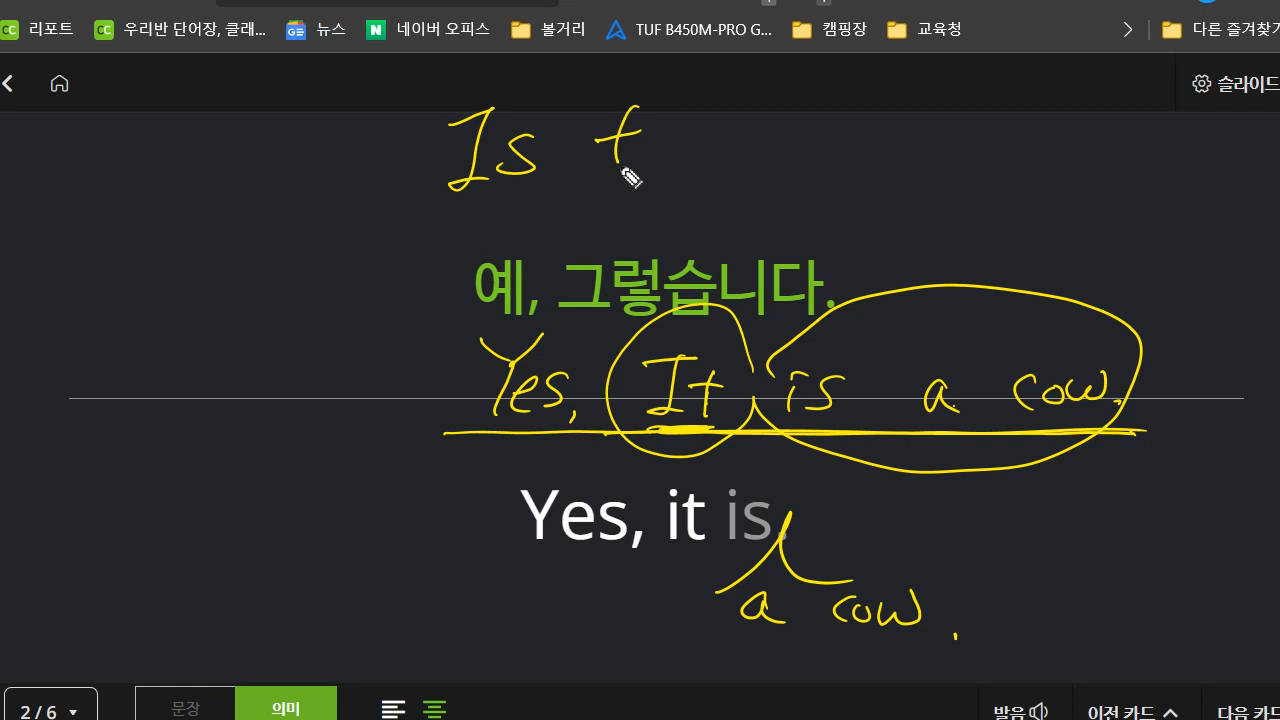 리포트 우리반 단어장, 클래... 뉴스 네이버 오피스 볼거리 TUF B450M-PRO G... 캠핑장 교육청 다른 즐겨찾기
슬라이드
Is t
예, 그렇습니다.
Yes, It is a cow.
Yes, it is.
a cow.
2 / 6 문장 의미 발음 이전 카드 다음 카드